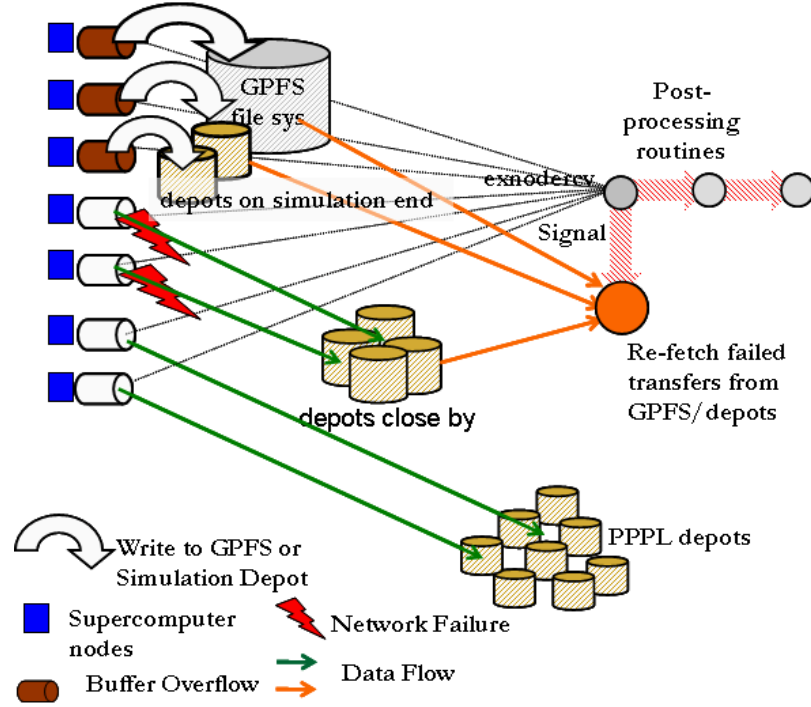 GPFS
file sys
Post-
processing
routines
exnodercv
depots on simulation end
Signal
Re-fetch failed
transfers from
GPFS/depots
depots close by
PPPL depots
Write to GPFS or
Simulation Depot
Supercomputer
nodes
Network Failure
Buffer Overflow
Data Flow